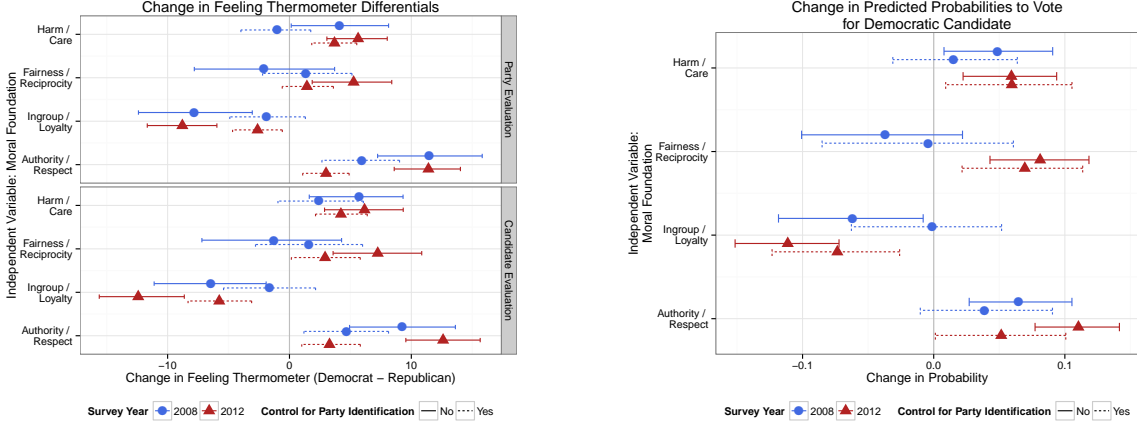 Change in Feeling Thermometer Differentials
Independent Variable: Moral Foundation
Harm /
Care
Fairness /
Reciprocity
Ingroup /
Loyalty
Authority /
Respect
Party Evaluation
Harm /
Care
Fairness /
Reciprocity
Ingroup /
Loyalty
Authority /
Respect
Candidate Evaluation
−10 0 10
Change in Feeling Thermometer (Democrat − Republican)
Survey Year 2008 2012 Control for Party Identification No Yes
Change in Predicted Probabilities to Vote
for Democratic Candidate
Independent Variable:
Moral Foundation
Harm /
Care
Fairness /
Reciprocity
Ingroup /
Loyalty
Authority /
Respect
−0.1 0.0 0.1
Change in Probability
Survey Year 2008 2012 Control for Party Identification No Yes